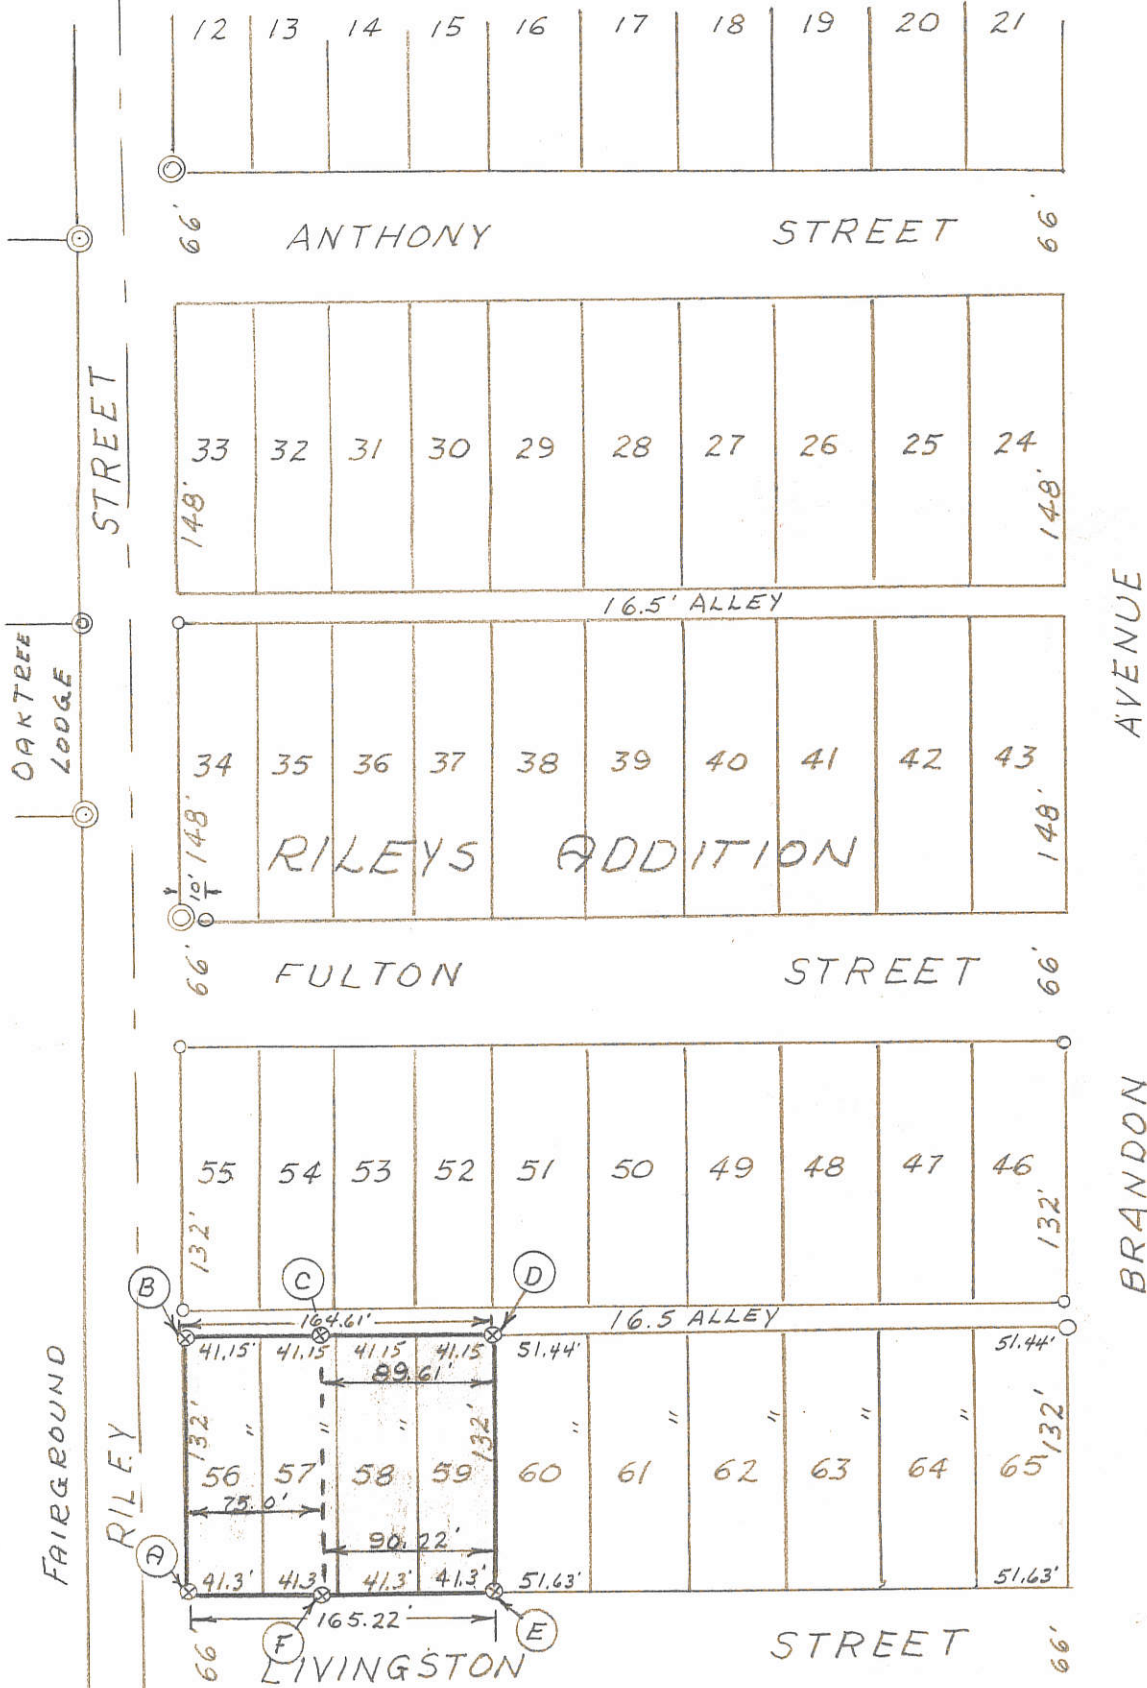 12 13 14 15 16 17 18 19 20 21
66' ANTHONY STREET 66'
STREET
33 32 31 30 29 28 27 26 25 24
148' 148'
16.5' ALLEY
AVENUE
OAKTREE
LODGE
34 35 36 37 38 39 40 41 42 43
148' 148'
RILEYS ADDITION
10'
66' FULTON STREET 66'
55 54 53 52 51 50 49 48 47 46
132' 132'
BRANDON
B C D
164.61' 16.5 ALLEY
41.15' 41.15 41.15 41.15 51.44' 51.44'
89.61'
132' " " " 132' " " " " " 132'
56 57 58 59 60 61 62 63 64 65
75.0'
FAIRGROUND
RILEY
90.22'
A
41.3' 41.3' 41.3' 41.3' 51.63' 51.63'
165.22'
F E
66 LIVINGSTON STREET 66'